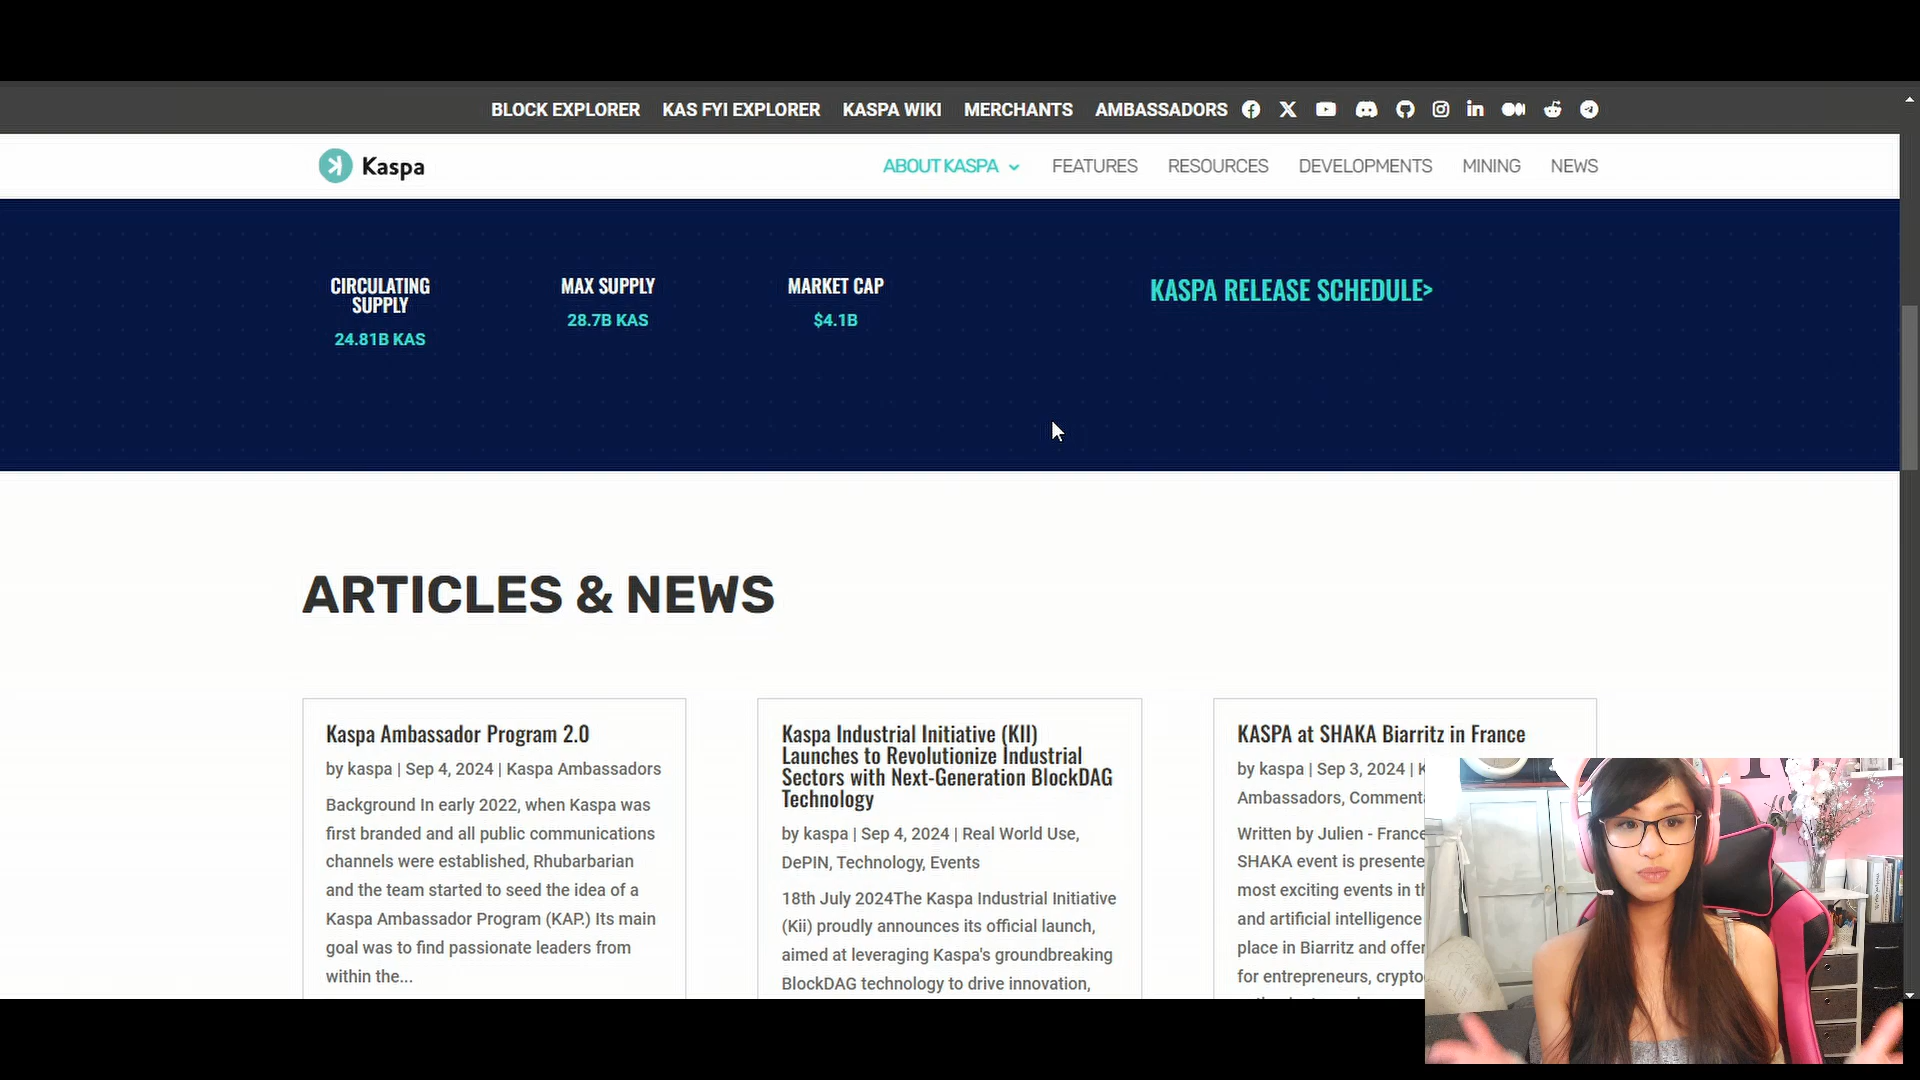 BLOCK EXPLORER KAS FYI EXPLORER KASPA WIKI MERCHANTS AMBASSADORS
Kaspa
ABOUT KASPA FEATURES RESOURCES DEVELOPMENTS MINING NEWS
CIRCULATING
SUPPLY
24.81B KAS
MAX SUPPLY
28.7B KAS
MARKET CAP
$4.1B
KASPA RELEASE SCHEDULE>
ARTICLES & NEWS
Kaspa Ambassador Program 2.0
by kaspa | Sep 4, 2024 | Kaspa Ambassadors
Background In early 2022, when Kaspa was
first branded and all public communications
channels were established, Rhubarbarian
and the team started to seed the idea of a
Kaspa Ambassador Program (KAP.) Its main
goal was to find passionate leaders from
within the...
Kaspa Industrial Initiative (KII)
Launches to Revolutionize Industrial
Sectors with Next-Generation BlockDAG
Technology
by kaspa | Sep 4, 2024 | Real World Use,
DePIN, Technology, Events
18th July 2024The Kaspa Industrial Initiative
(Kii) proudly announces its official launch,
aimed at leveraging Kaspa's groundbreaking
BlockDAG technology to drive innovation,
KASPA at SHAKA Biarritz in France
by kaspa | Sep 3, 2024 |
Ambassadors,
Written by Julien - France
SHAKA event is
most exciting events in
and artificial intelligence
place in Biarritz and
for entrepreneurs,